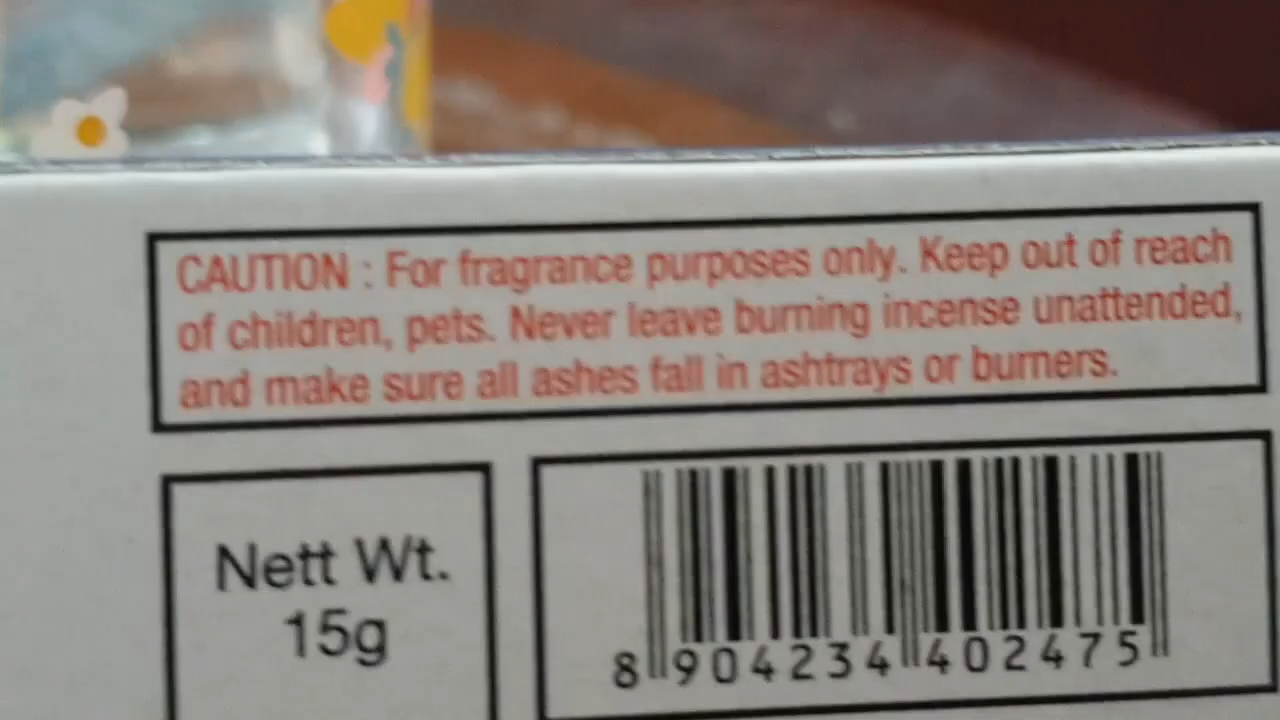 CAUTION : For fragrance purposes only. Keep out of reach
of children, pets. Never leave burning incense unattended,
and make sure all ashes fall in ashtrays or burners.
Nett Wt.
15g
8 904234 402475